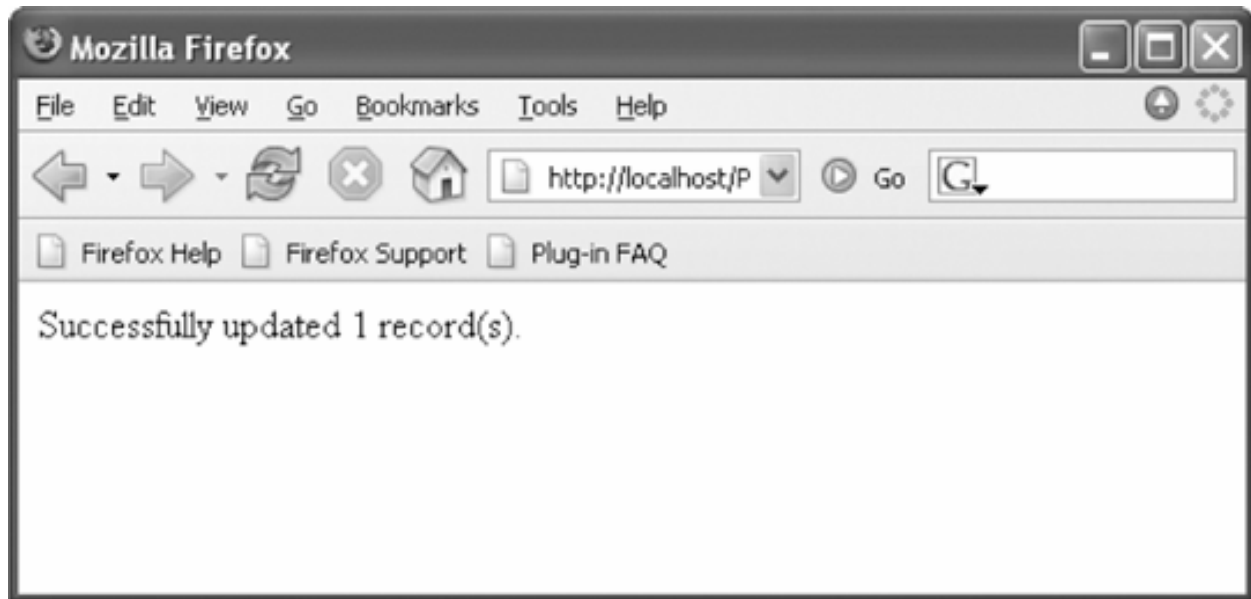 Mozilla Firefox
File Edit View Go Bookmarks Tools Help
http://localhost/P Go G
Firefox Help Firefox Support Plug-in FAQ
Successfully updated 1 record(s).